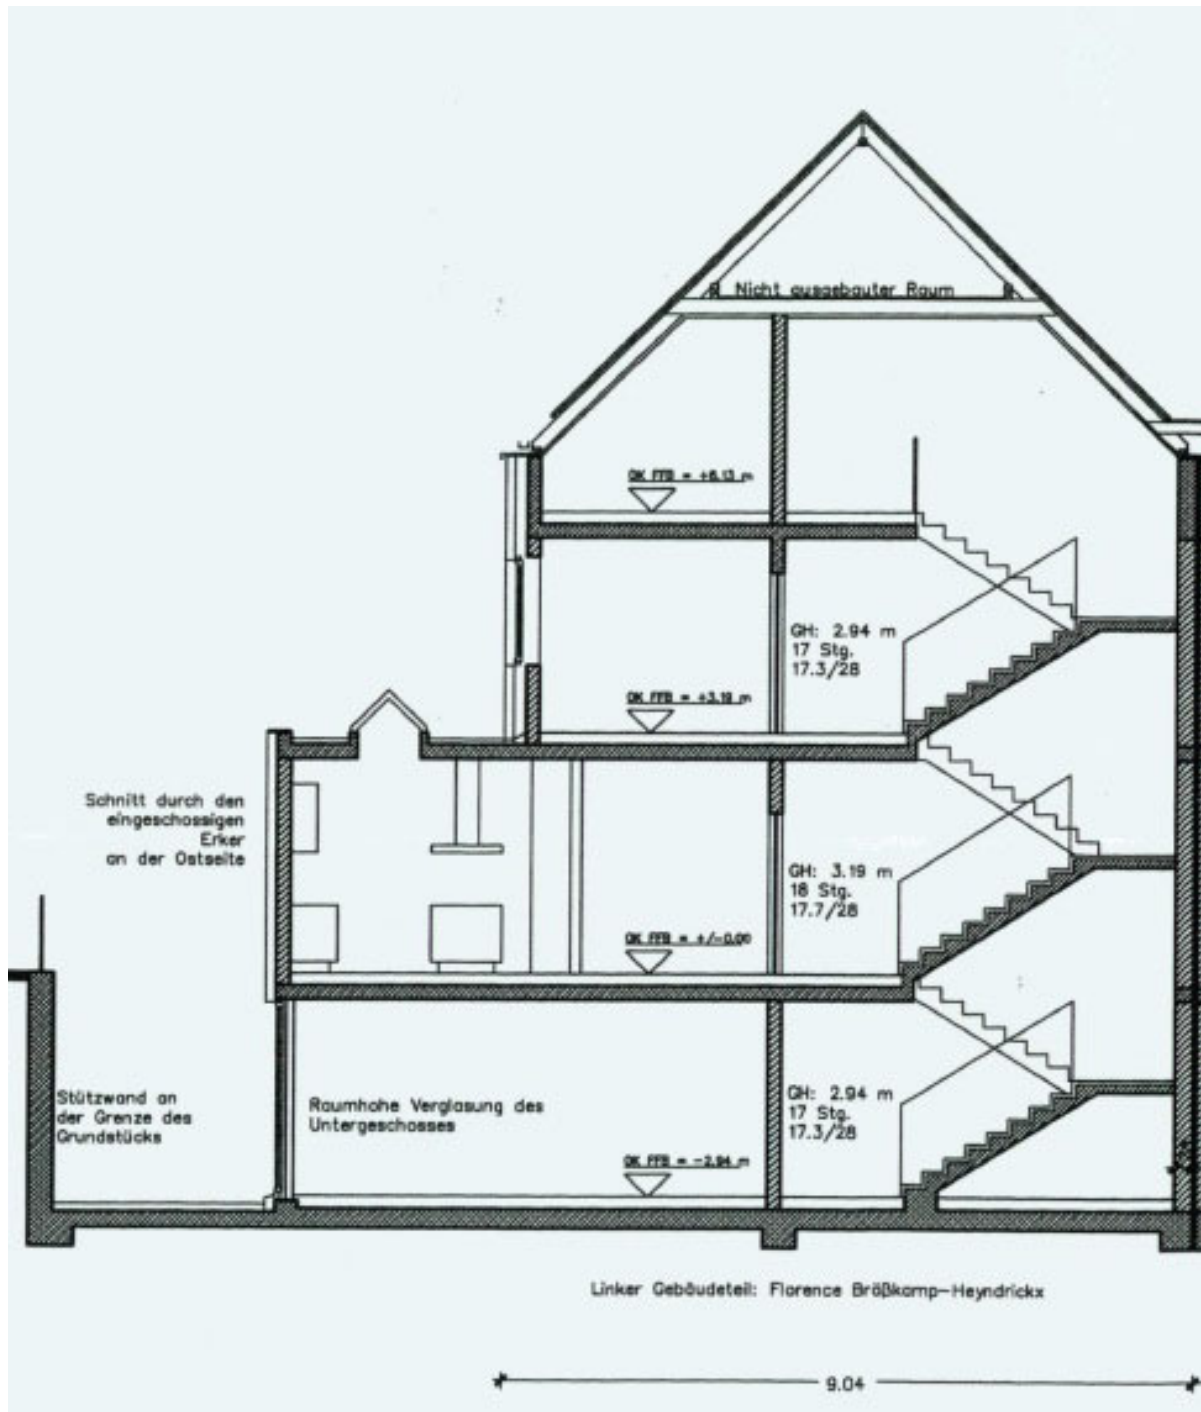 Nicht ausgebauter Raum
OK FFB = +6.13 m
GH: 2.94 m
17 Stg.
17.3/28
OK FFB = +3.19 m
Schnitt durch den
eingeschossigen
Erker
an der Ostseite
GH: 3.19 m
18 Stg.
17.7/28
OK FFB = +/-0.00
Stützwand an
der Grenze des
Grundstücks
Raumhohe Verglasung des
Untergeschosses
GH: 2.94 m
17 Stg.
17.3/28
OK FFB = -2.94 m
Linker Gebäudeteil: Florence Bröβkamp-Heyndrickx
9.04